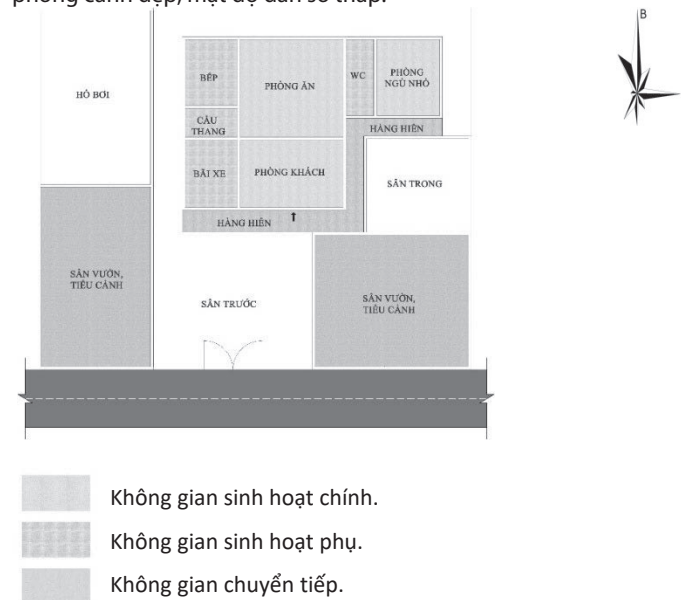 phong cảnh đẹp, mật độ dân số thấp.
B
BẾP
PHÒNG ĂN
WC
PHÒNG
NGỦ NHỎ
HỒ BƠI
CẦU
THANG
HÀNG HIÊN
BÃI XE
PHÒNG KHÁCH
SÂN TRONG
HÀNG HIÊN
SÂN VƯỜN,
TIỂU CẢNH
SÂN TRƯỚC
SÂN VƯỜN,
TIỂU CẢNH
Không gian sinh hoạt chính.
Không gian sinh hoạt phụ.
Không gian chuyển tiếp.